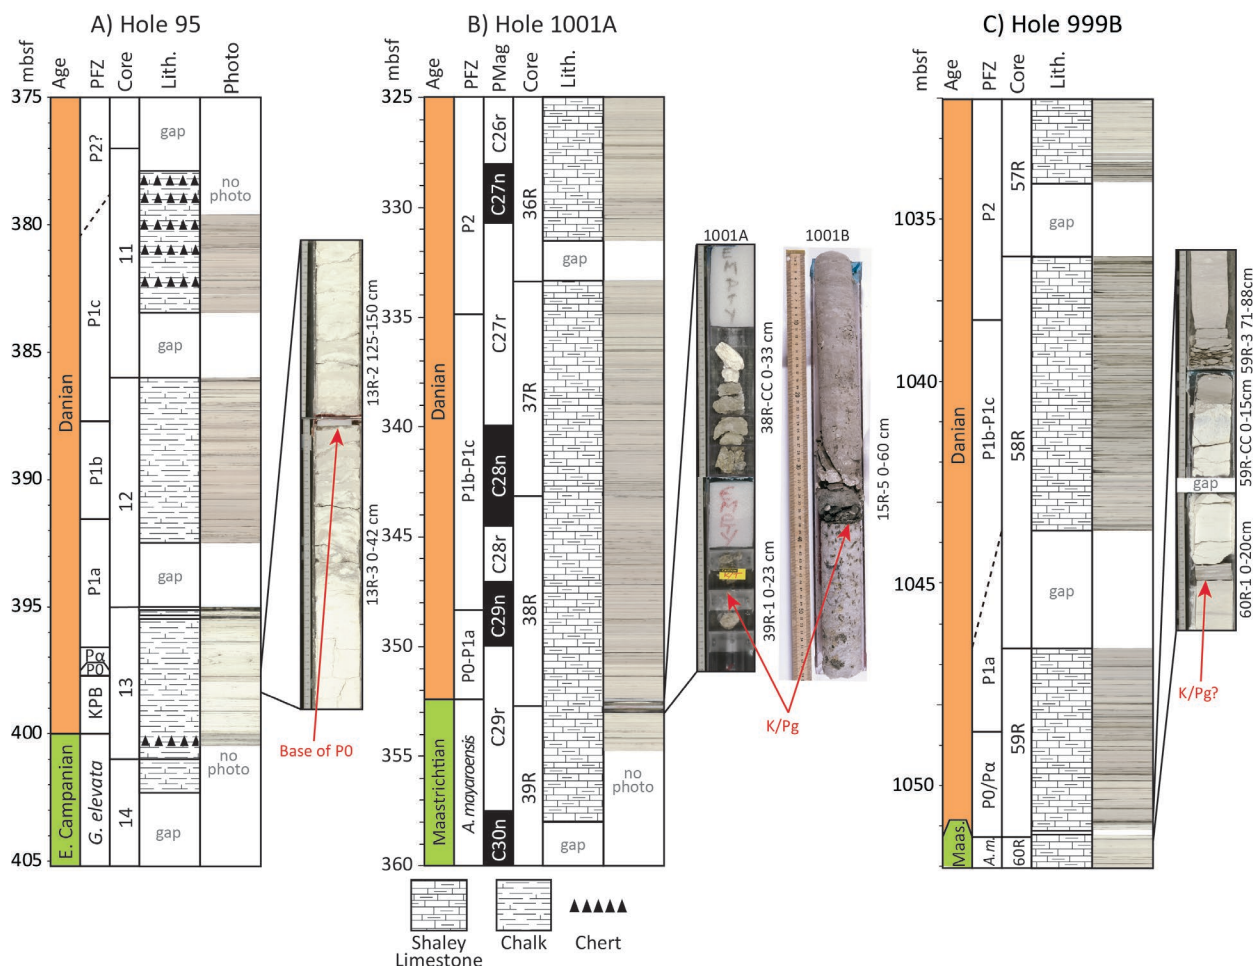 A) Hole 95
mbsf
Age
PFZ
Core
Lith.
Photo
375
380
385
390
395
400
405
Danian
E. Campanian
P2?
P1c
P1b
P1a
Pα
P0
KPB
G. elevata
11
12
13
14
gap
gap
gap
gap
no
photo
no
photo
13R-2 125-150 cm
13R-3 0-42 cm
Base of P0
B) Hole 1001A
mbsf
Age
PFZ
PMag
Core
Lith.
325
330
335
340
345
350
355
360
Danian
Maastrichtian
P2
P1b-P1c
P0-P1a
A. mayaroensis
C26r
C27n
C27r
C28n
C28r
C29n
C29r
C30n
36R
37R
38R
39R
gap
gap
no
photo
1001A
EMPTY
38R-CC 0-33 cm
EMPTY
39R-1 0-23 cm
1001B
15R-5 0-60 cm
K/Pg
C) Hole 999B
mbsf
Age
PFZ
Core
Lith.
1035
1040
1045
1050
Danian
Maas.
P2
P1b-P1c
P1a
P0/Pα
A.m.
57R
58R
59R
60R
gap
gap
59R-3 71-88cm
59R-CC 0-15cm
gap
60R-1 0-20cm
K/Pg?
Shaley
Limestone
Chalk
Chert